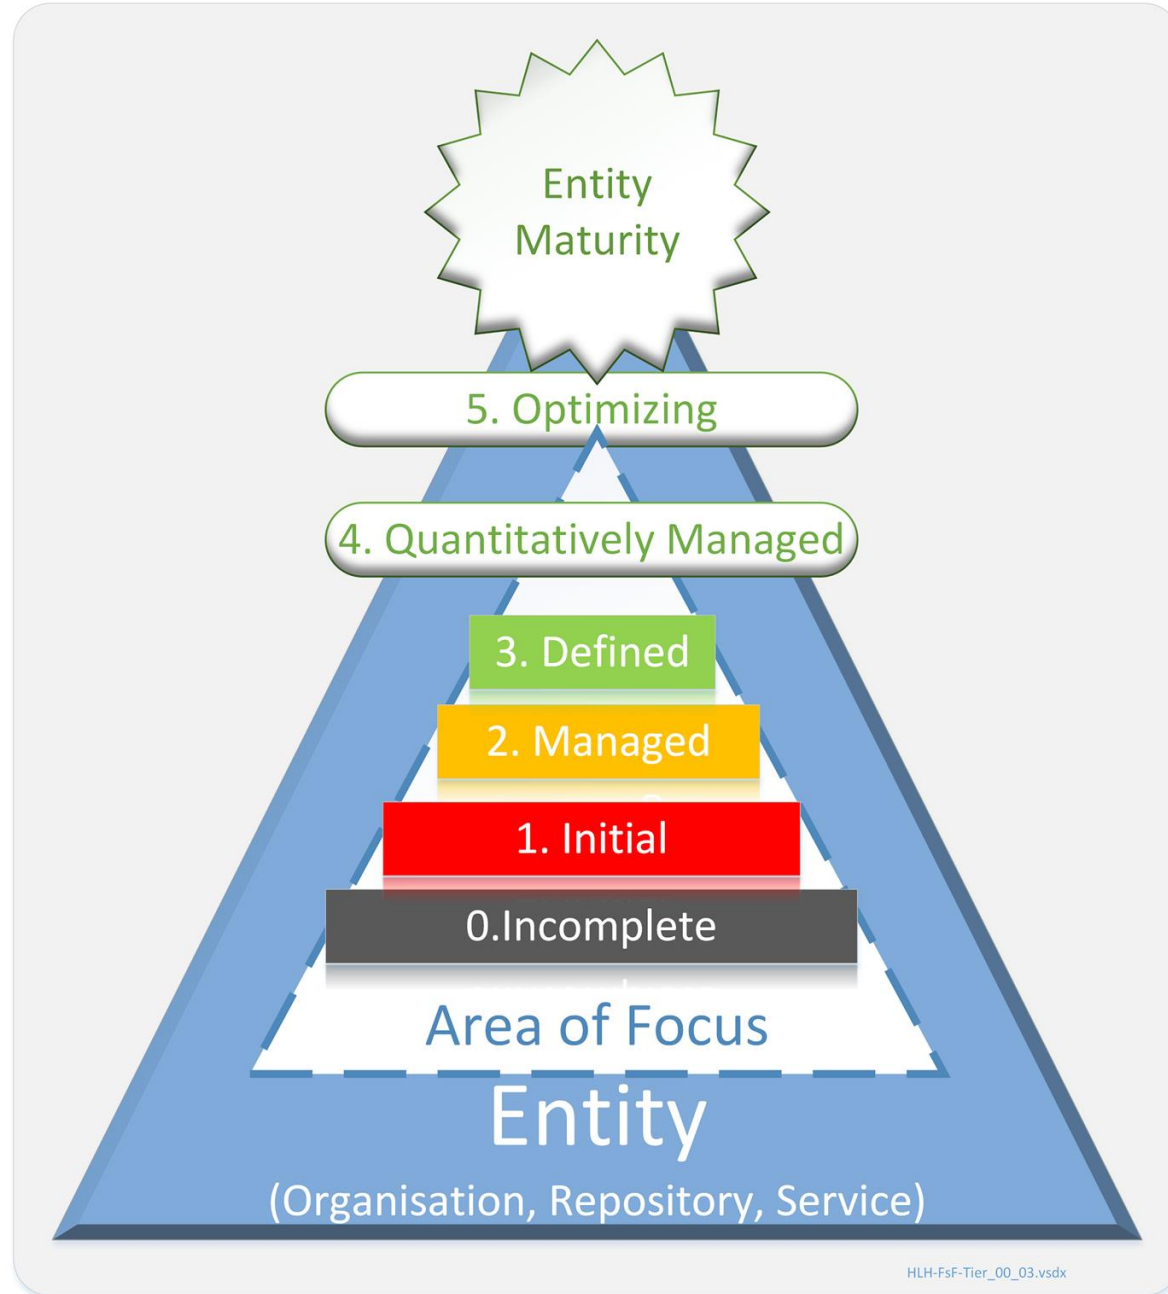 Entity
Maturity
5. Optimizing
4. Quantitatively Managed
3. Defined
2. Managed
1. Initial
0.Incomplete
Area of Focus
Entity
(Organisation, Repository, Service)
HLH-FsF-Tier_00_03.vsdx